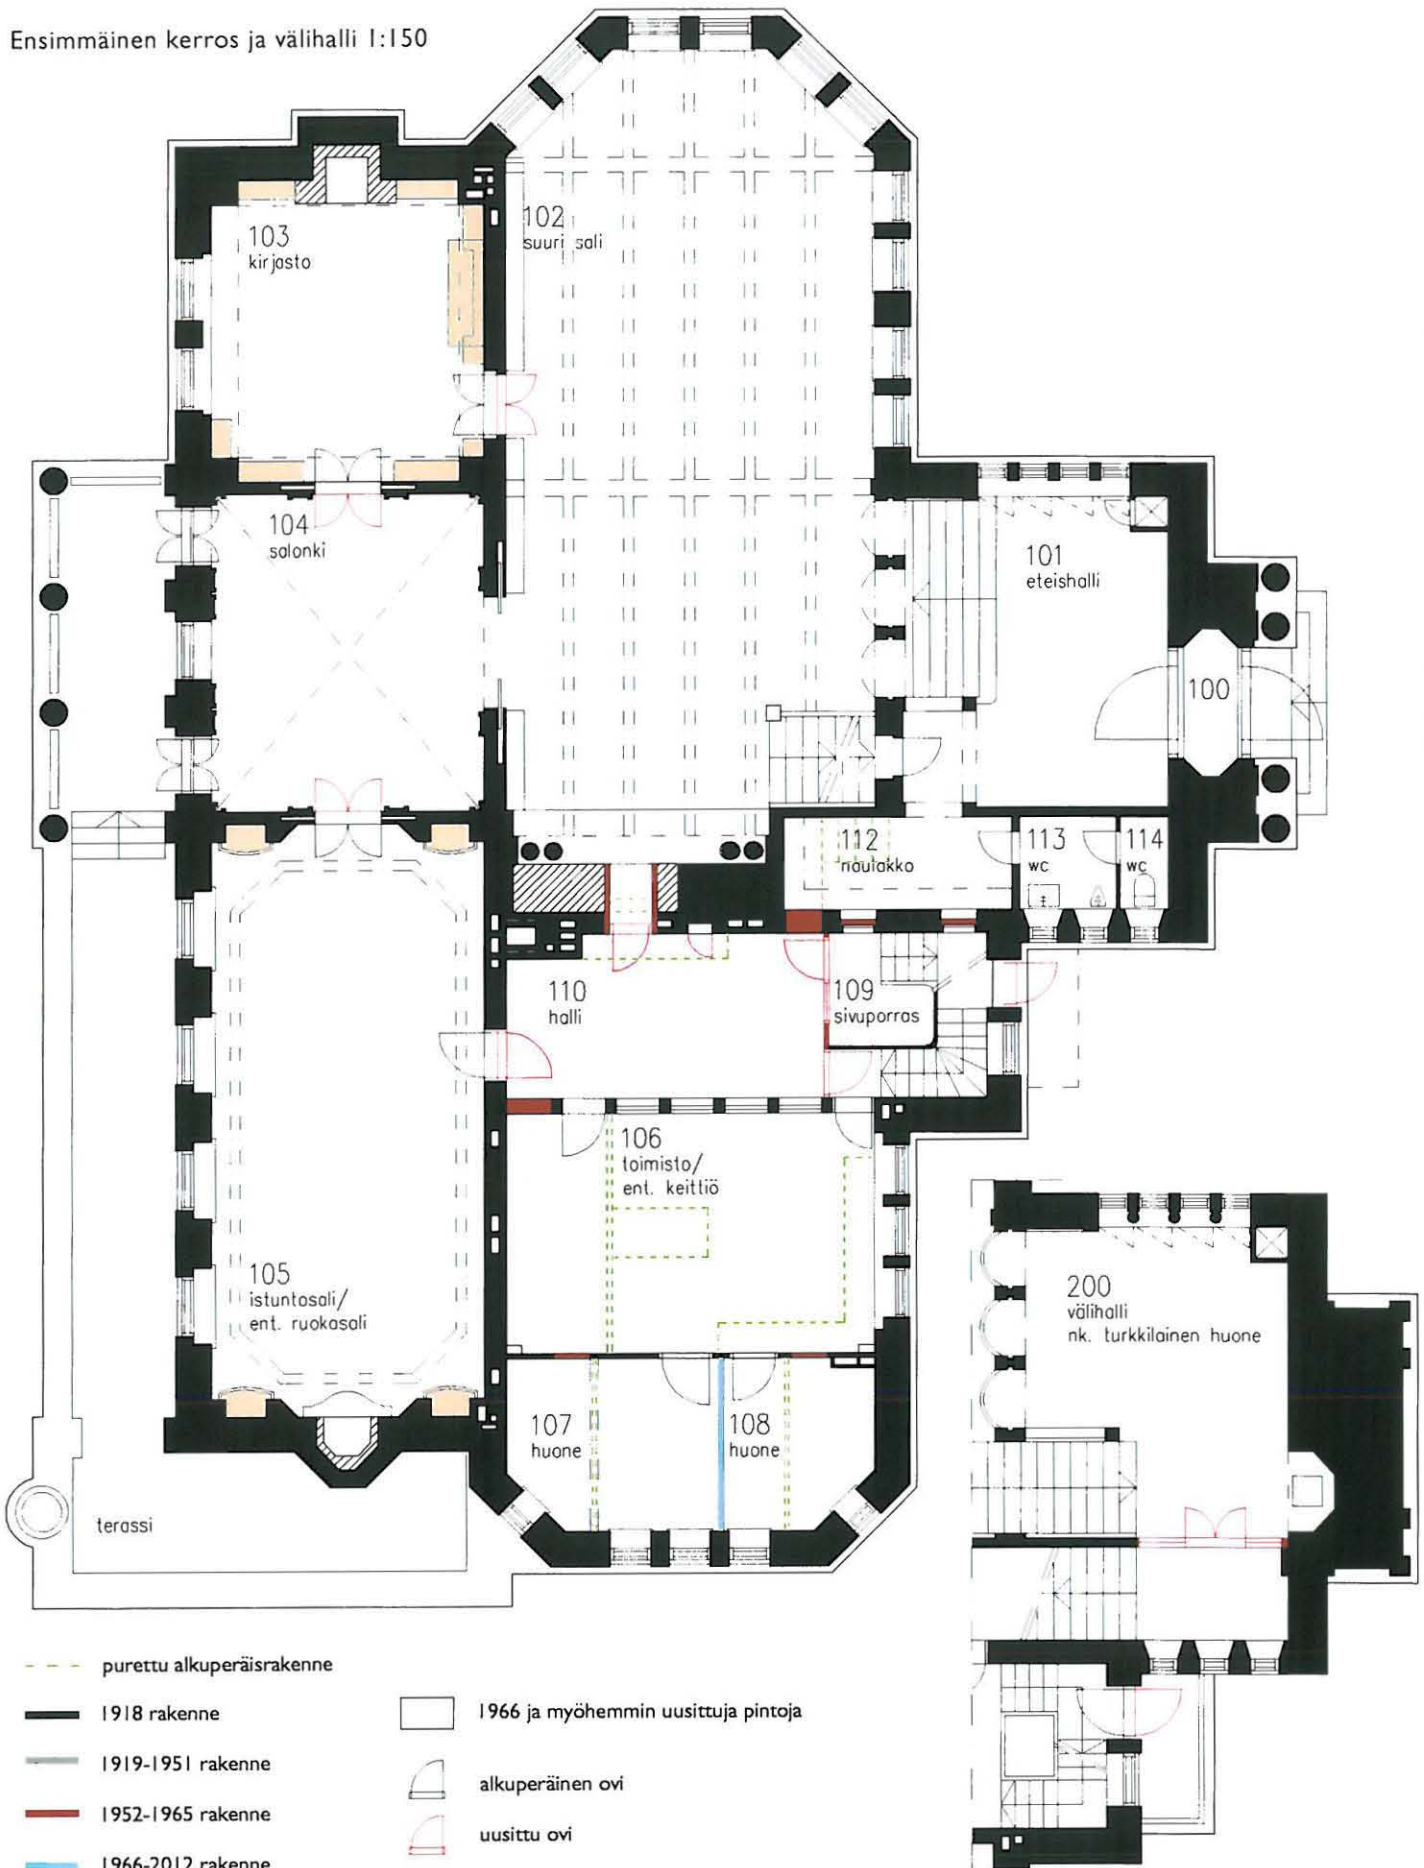 Ensimmäinen kerros ja välihalli 1:150
103
kirjasto
102
suuri sali
104
salonki
101
eteishalli
100
112
naulakko
113
wc
114
wc
110
halli
109
sivuporras
106
toimisto/
ent. keittiö
105
istuntosali/
ent. ruokasali
107
huone
108
huone
200
välihalli
nk. turkkilainen huone
terassi
purettu alkuperäisrakenne
1918 rakenne
1919-1951 rakenne
1952-1965 rakenne
1966-2012 rakenne
1966 ja myöhemmin uusittuja pintoja
alkuperäinen ovi
uusittu ovi